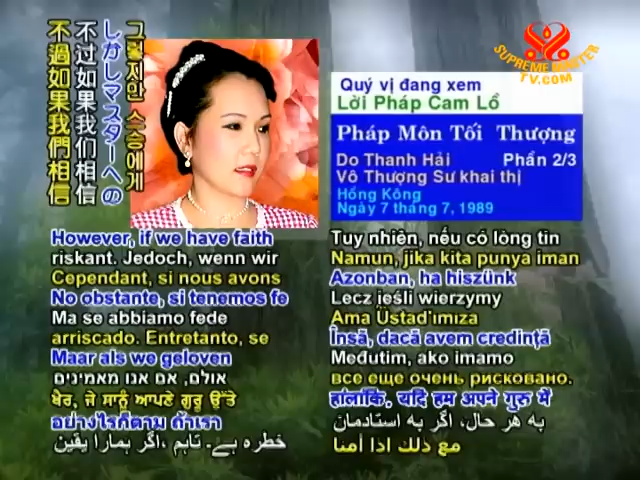 그렇지만 스승에게
しかしマスターへの
不过如果我们相信
不過如果我們相信
SUPREME MASTER
TV.COM
Quý vị đang xem
Lời Pháp Cam Lồ
Pháp Môn Tối Thượng
Do Thanh Hải Phần 2/3
Vô Thượng Sư khai thị
Hồng Kông
Ngày 7 tháng 7, 1989
However, if we have faith
riskant. Jedoch, wenn wir
Cependant, si nous avons
No obstante, si tenemos fe
Ma se abbiamo fede
arriscado. Entretanto, se
Maar als we geloven
אולם, אם אנו מאמינים
ਖੈਰ, ਜੇ ਸਾਨੂੰ ਆਪਣੇ ਗੁਰੂ ਉੱਤੇ
อย่างไรก็ตาม ถ้าเรา
خطرہ ہے۔ تاہم ،اگر ہمارا یقین
Tuy nhiên, nếu có lòng tin
Namun, jika kita punya iman
Azonban, ha hiszünk
Lecz jeśli wierzymy
Ama Üstad'ımıza
Însă, dacă avem credinţă
Međutim, ako imamo
все еще очень рисковано.
हालांकि, यदि हम अपने गुरू में
به هر حال، اگر به استادمان
مع ذلك اذا أمنا